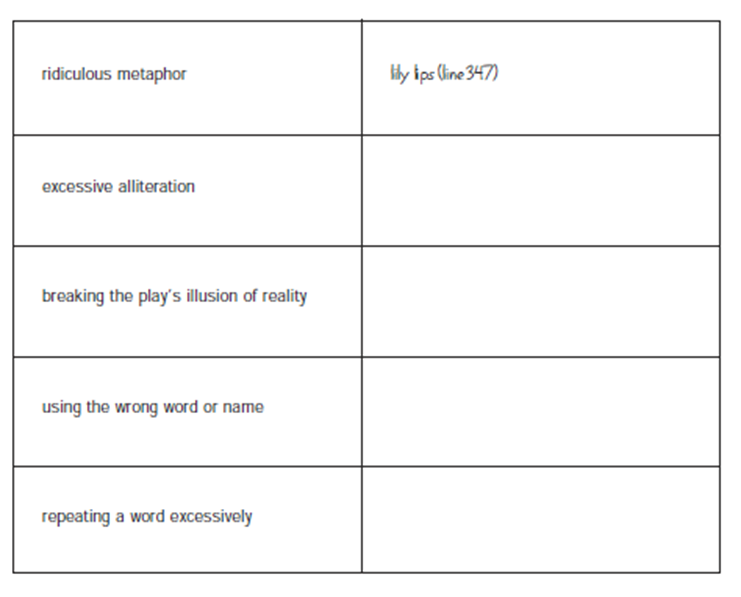 ridiculous metaphor
lily lips (line 347)
excessive alliteration
breaking the play's illusion of reality
using the wrong word or name
repeating a word excessively